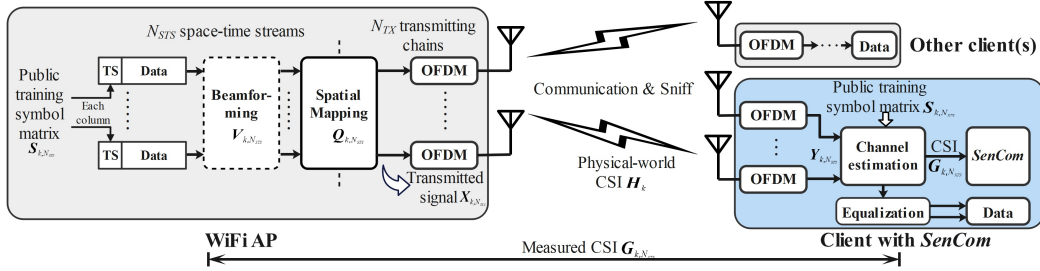 N_STS space-time streams
N_TX transmitting
chains
Public
training
symbol
matrix
S_k,N_sts
Each
column
TS
Data
TS
Data
Beamfor-
ming
V_k,N_sts
Spatial
Mapping
Q_k,N_sts
OFDM
OFDM
Transmitted
signal X_k,N_sts
WiFi AP
Communication & Sniff
Physical-world
CSI H_k
OFDM
Data
Other client(s)
Public training
symbol matrix S_k,N_sts
OFDM
OFDM
Y_k,N_sts
Channel
estimation
CSI
G_k,N_sts
SenCom
Equalization
Data
Client with SenCom
Measured CSI G_k,N_sts